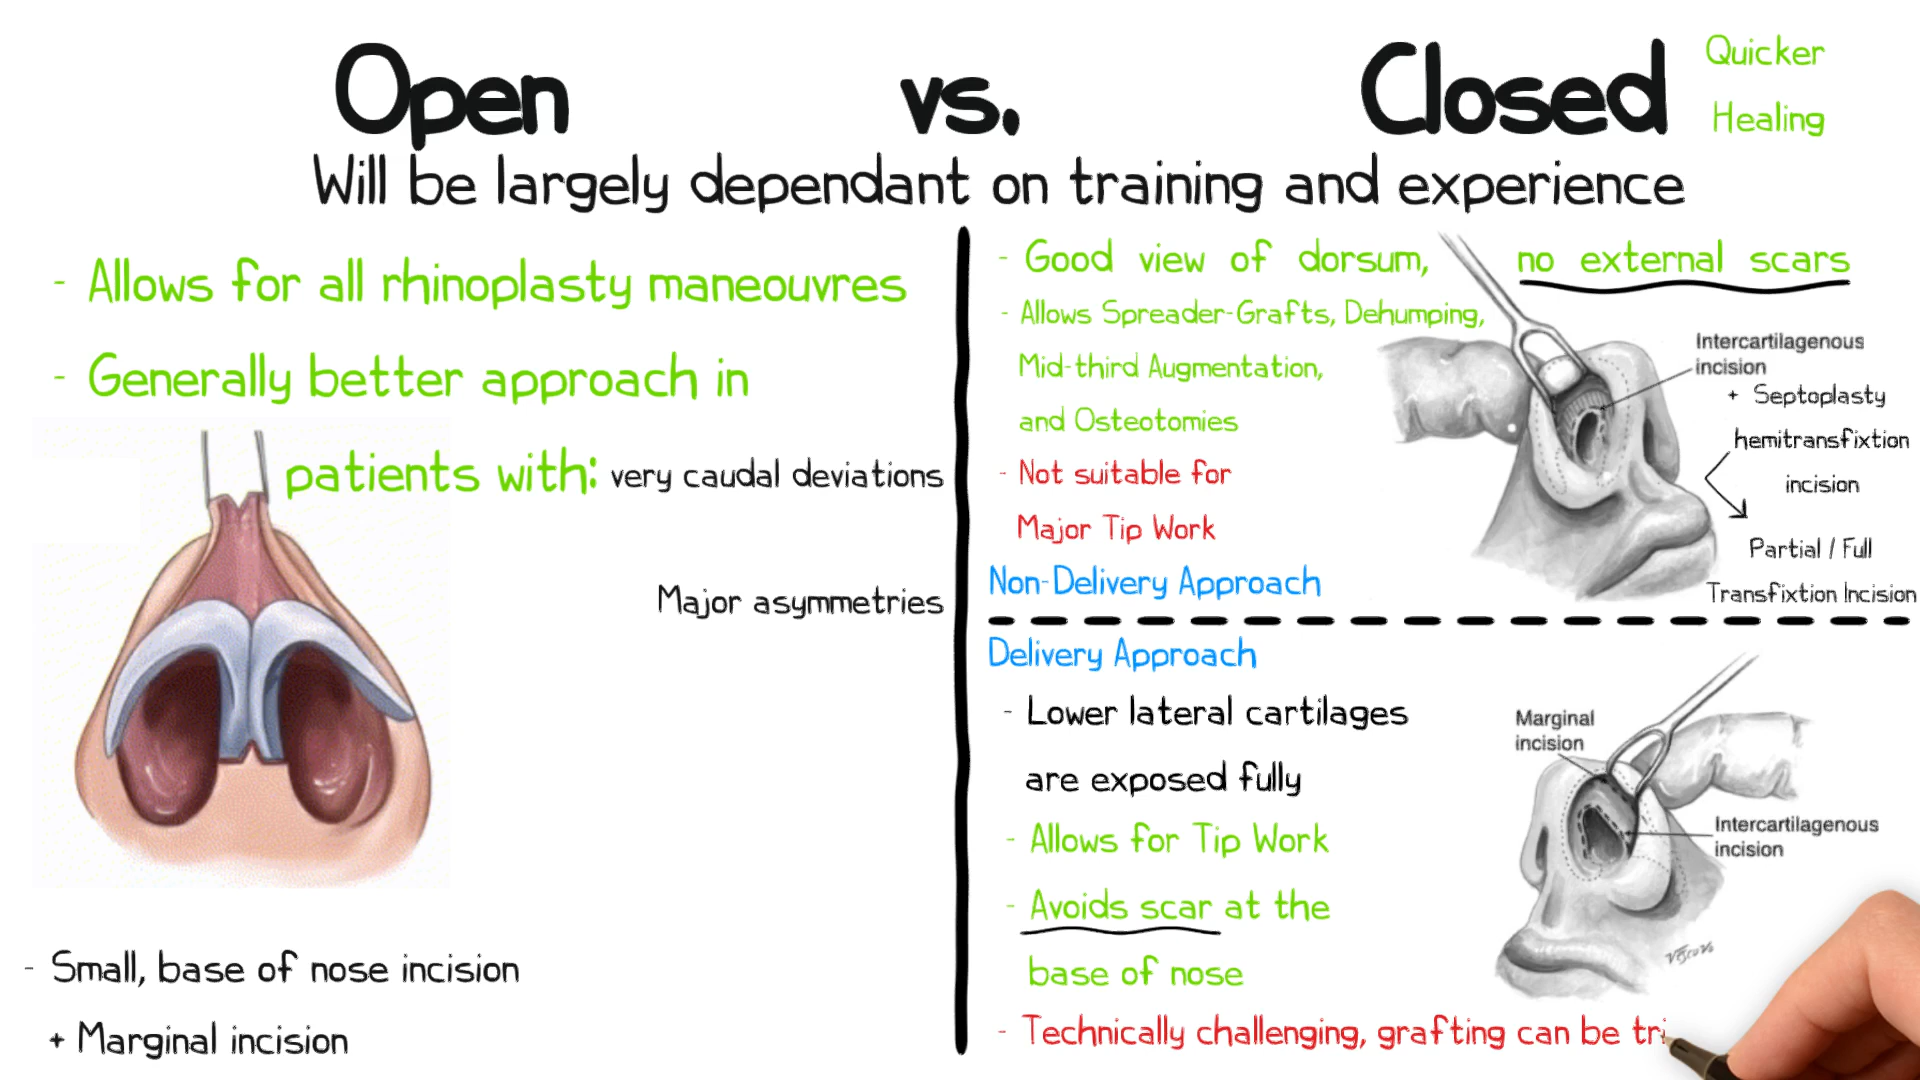 Open vs. Closed
Quicker
Healing
Will be largely dependant on training and experience
- Allows for all rhinoplasty maneouvres
- Generally better approach in
patients with: very caudal deviations
Major asymmetries
- Small, base of nose incision
+ Marginal incision
- Good view of dorsum, no external scars
- Allows Spreader-Grafts, Dehumping,
Mid-third Augmentation,
and Osteotomies
- Not suitable for
Major Tip Work
Non-Delivery Approach
Intercartilagenous
incision
+ Septoplasty
hemitransfixtion
incision
Partial / Full
Transfixtion Incision
Delivery Approach
- Lower lateral cartilages
are exposed fully
- Allows for Tip Work
- Avoids scar at the
base of nose
- Technically challenging, grafting can be tri
Marginal
incision
Intercartilagenous
incision